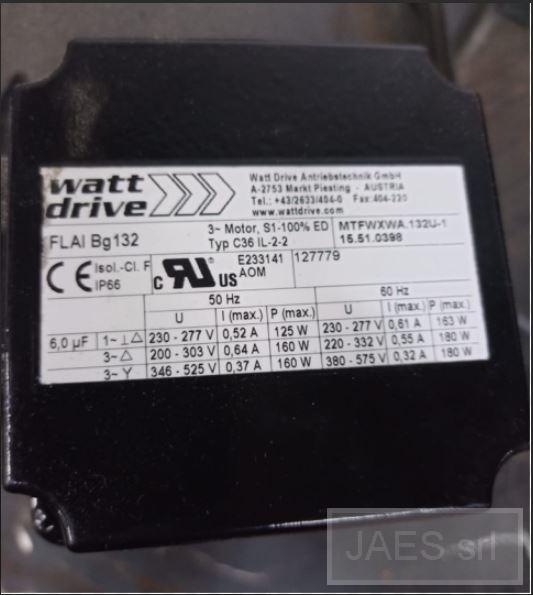 watt drive
Watt Drive Antriebstechnik GmbH
A-2753 Markt Piesting - AUSTRIA
Tel.: +43/2633/404-0 Fax:404-220
www.wattdrive.com
FLAI Bg132
3~ Motor, S1-100% ED
Typ C36 IL-2-2
MTFWXWA.132U-1
15.51.0398
CE Isol.-Cl. F
IP66
C RU US
E233141
AOM
127779
50 Hz 60 Hz
U I (max.) P (max.) U I (max.) P (max.)
6,0 µF 1~ ⊥ △ 230 - 277 V 0,52 A 125 W 230 - 277 V 0,61 A 163 W
3~ △ 200 - 303 V 0,64 A 160 W 220 - 332 V 0,55 A 180 W
3~ Y 346 - 525 V 0,37 A 160 W 380 - 575 V 0,32 A 180 W
JAES srl